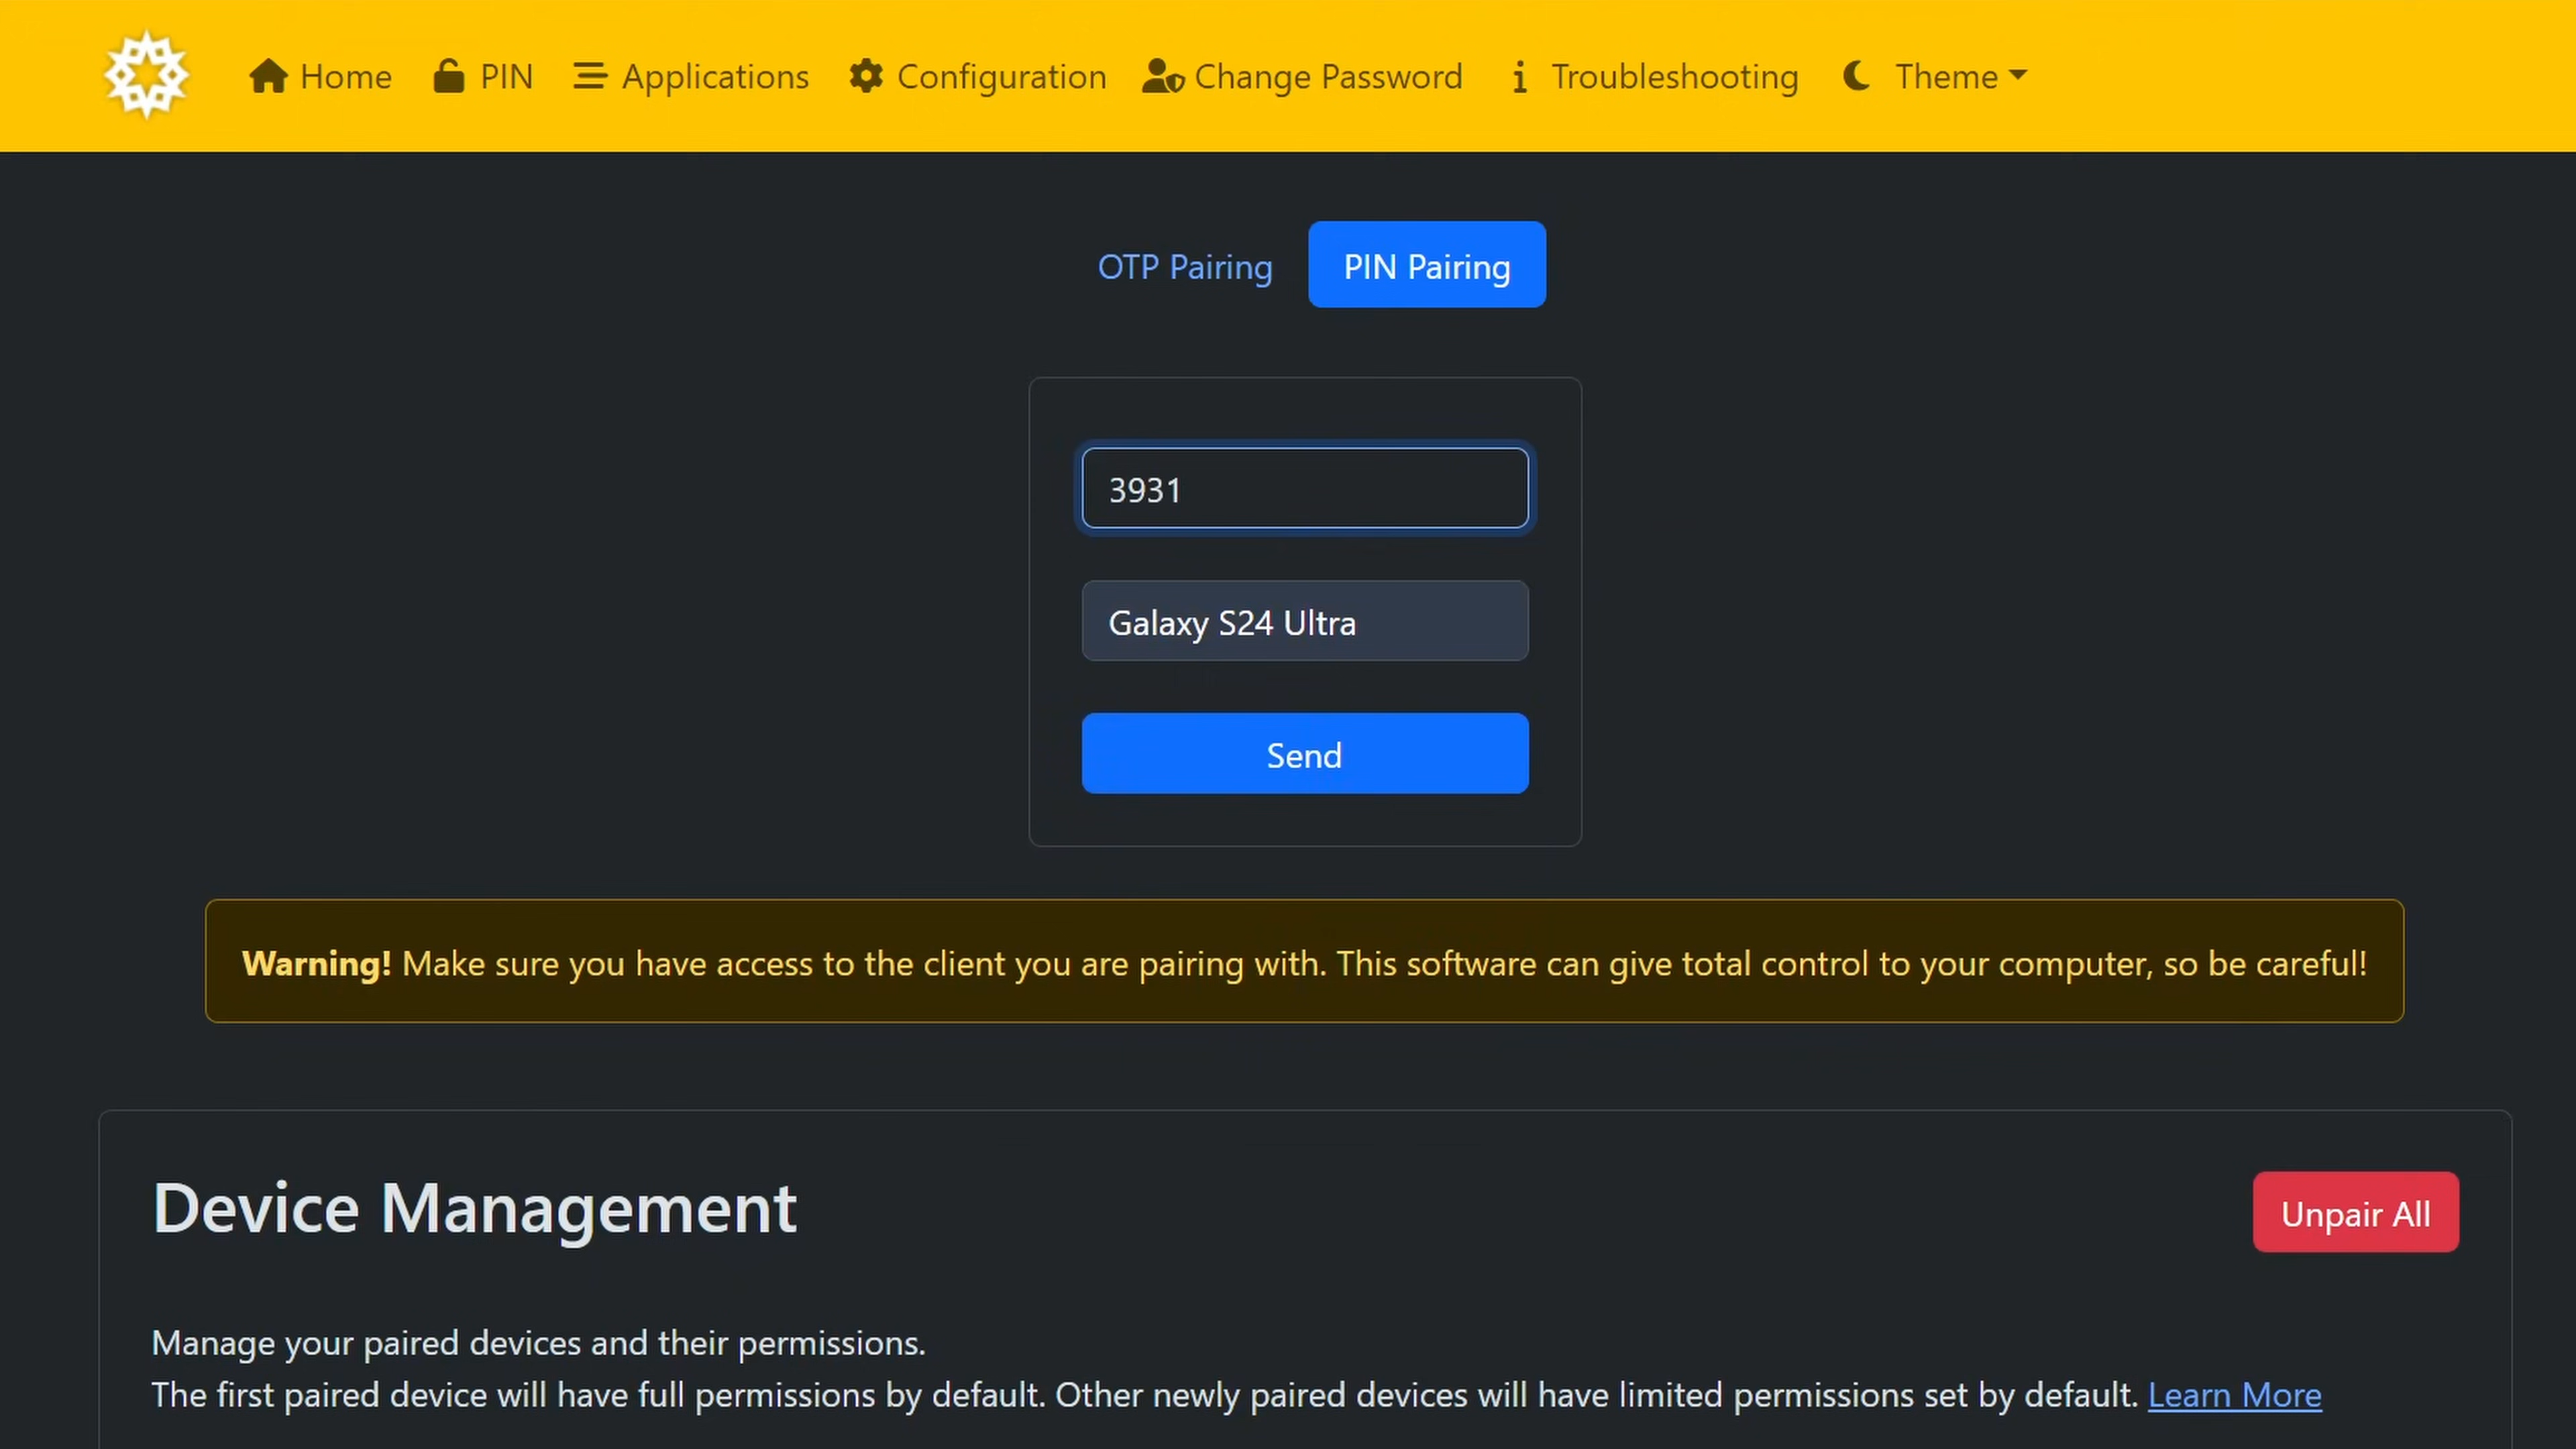 Home PIN Applications Configuration Change Password Troubleshooting Theme
OTP Pairing PIN Pairing
3931
Galaxy S24 Ultra
Send
Warning! Make sure you have access to the client you are pairing with. This software can give total control to your computer, so be careful!
Device Management
Unpair All
Manage your paired devices and their permissions.
The first paired device will have full permissions by default. Other newly paired devices will have limited permissions set by default. Learn More